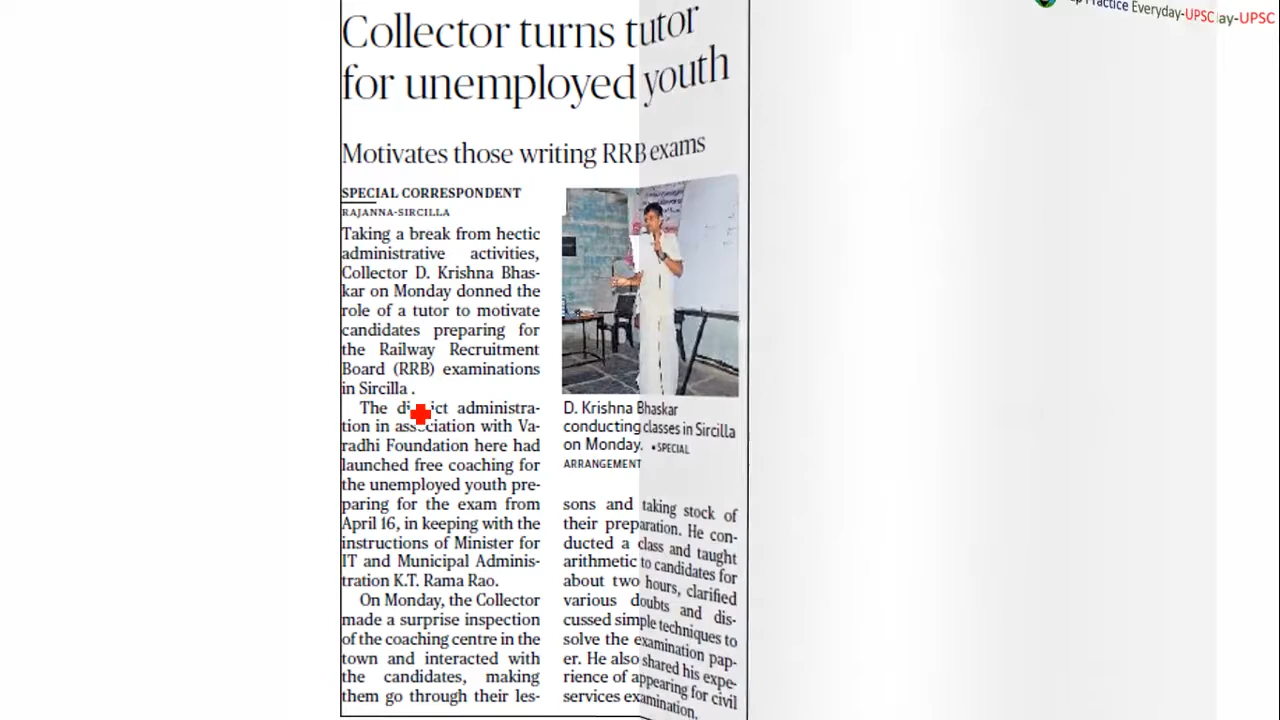 Practice Everyday-UPSC
ay-UPSC
Collector turns tutor
for unemployed youth
Motivates those writing RRB exams
SPECIAL CORRESPONDENT
RAJANNA-SIRCILLA
Taking a break from hectic
administrative activities,
Collector D. Krishna Bhas-
kar on Monday donned the
role of a tutor to motivate
candidates preparing for
the Railway Recruitment
Board (RRB) examinations
in Sircilla .
The district administra-
tion in association with Va-
radhi Foundation here had
launched free coaching for
the unemployed youth pre-
paring for the exam from
April 16, in keeping with the
instructions of Minister for
IT and Municipal Adminis-
tration K.T. Rama Rao.
On Monday, the Collector
made a surprise inspection
of the coaching centre in the
town and interacted with
the candidates, making
them go through their les-
D. Krishna Bhaskar
conducting classes in Sircilla
on Monday. •SPECIAL
ARRANGEMENT
sons and taking stock of
their preparation. He con-
ducted a class and taught
arithmetic to candidates for
about two hours, clarified
various doubts and dis-
cussed simple techniques to
solve the examination pap-
er. He also shared his expe-
rience of appearing for civil
services examination.